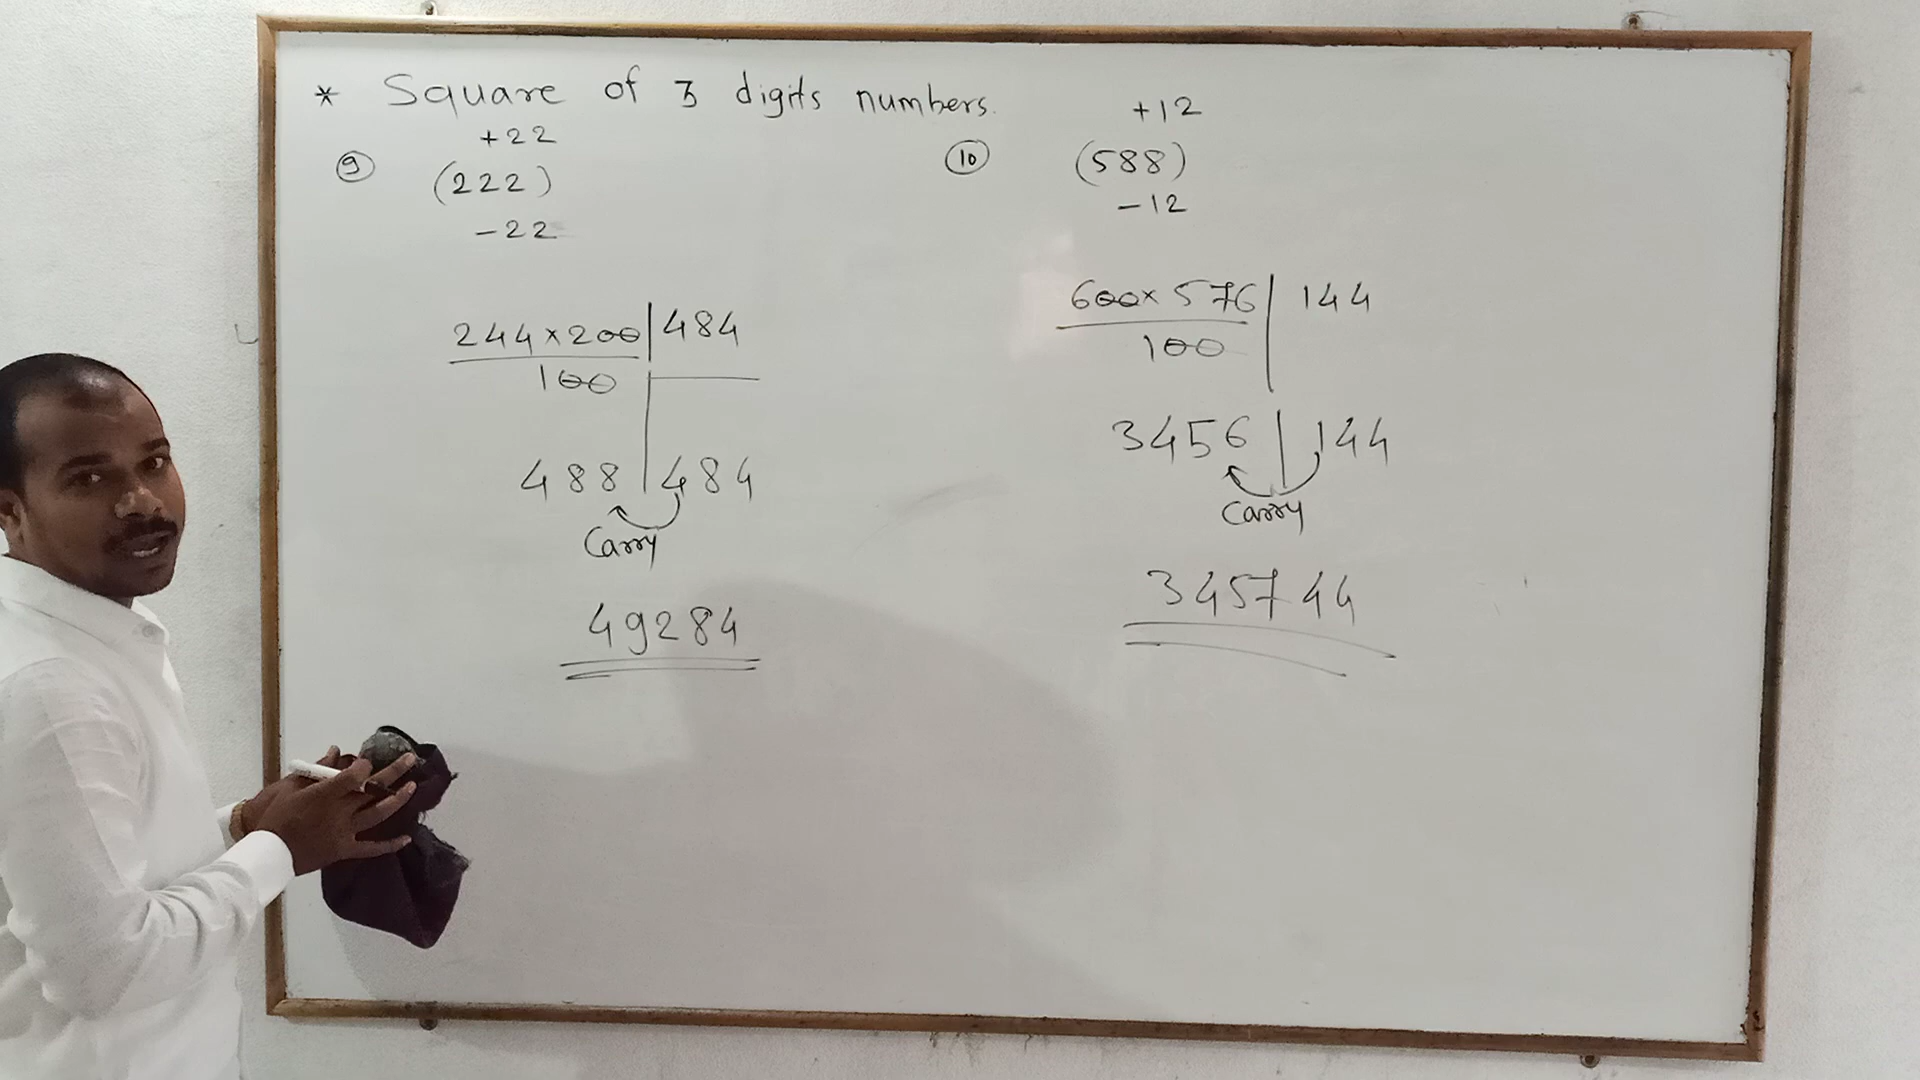 * Square of 3 digits numbers.
+22
9 (222)
-22
244×200 | 484
100
488 | 484
Carry
49284
+12
10 (588)
-12
600× 576 | 144
100
3456 | 144
Carry
345744